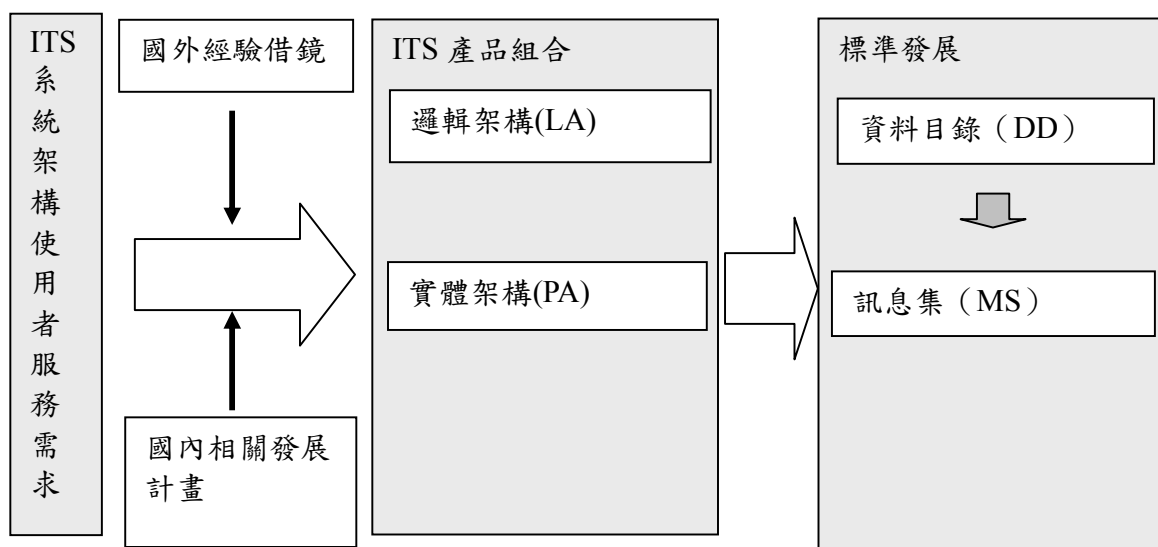 ITS
系
統
架
構
使
用
者
服
務
需
求
國外經驗借鏡
國內相關發展
計畫
ITS 產品組合
邏輯架構(LA)
實體架構(PA)
標準發展
資料目錄（DD）
訊息集（MS）